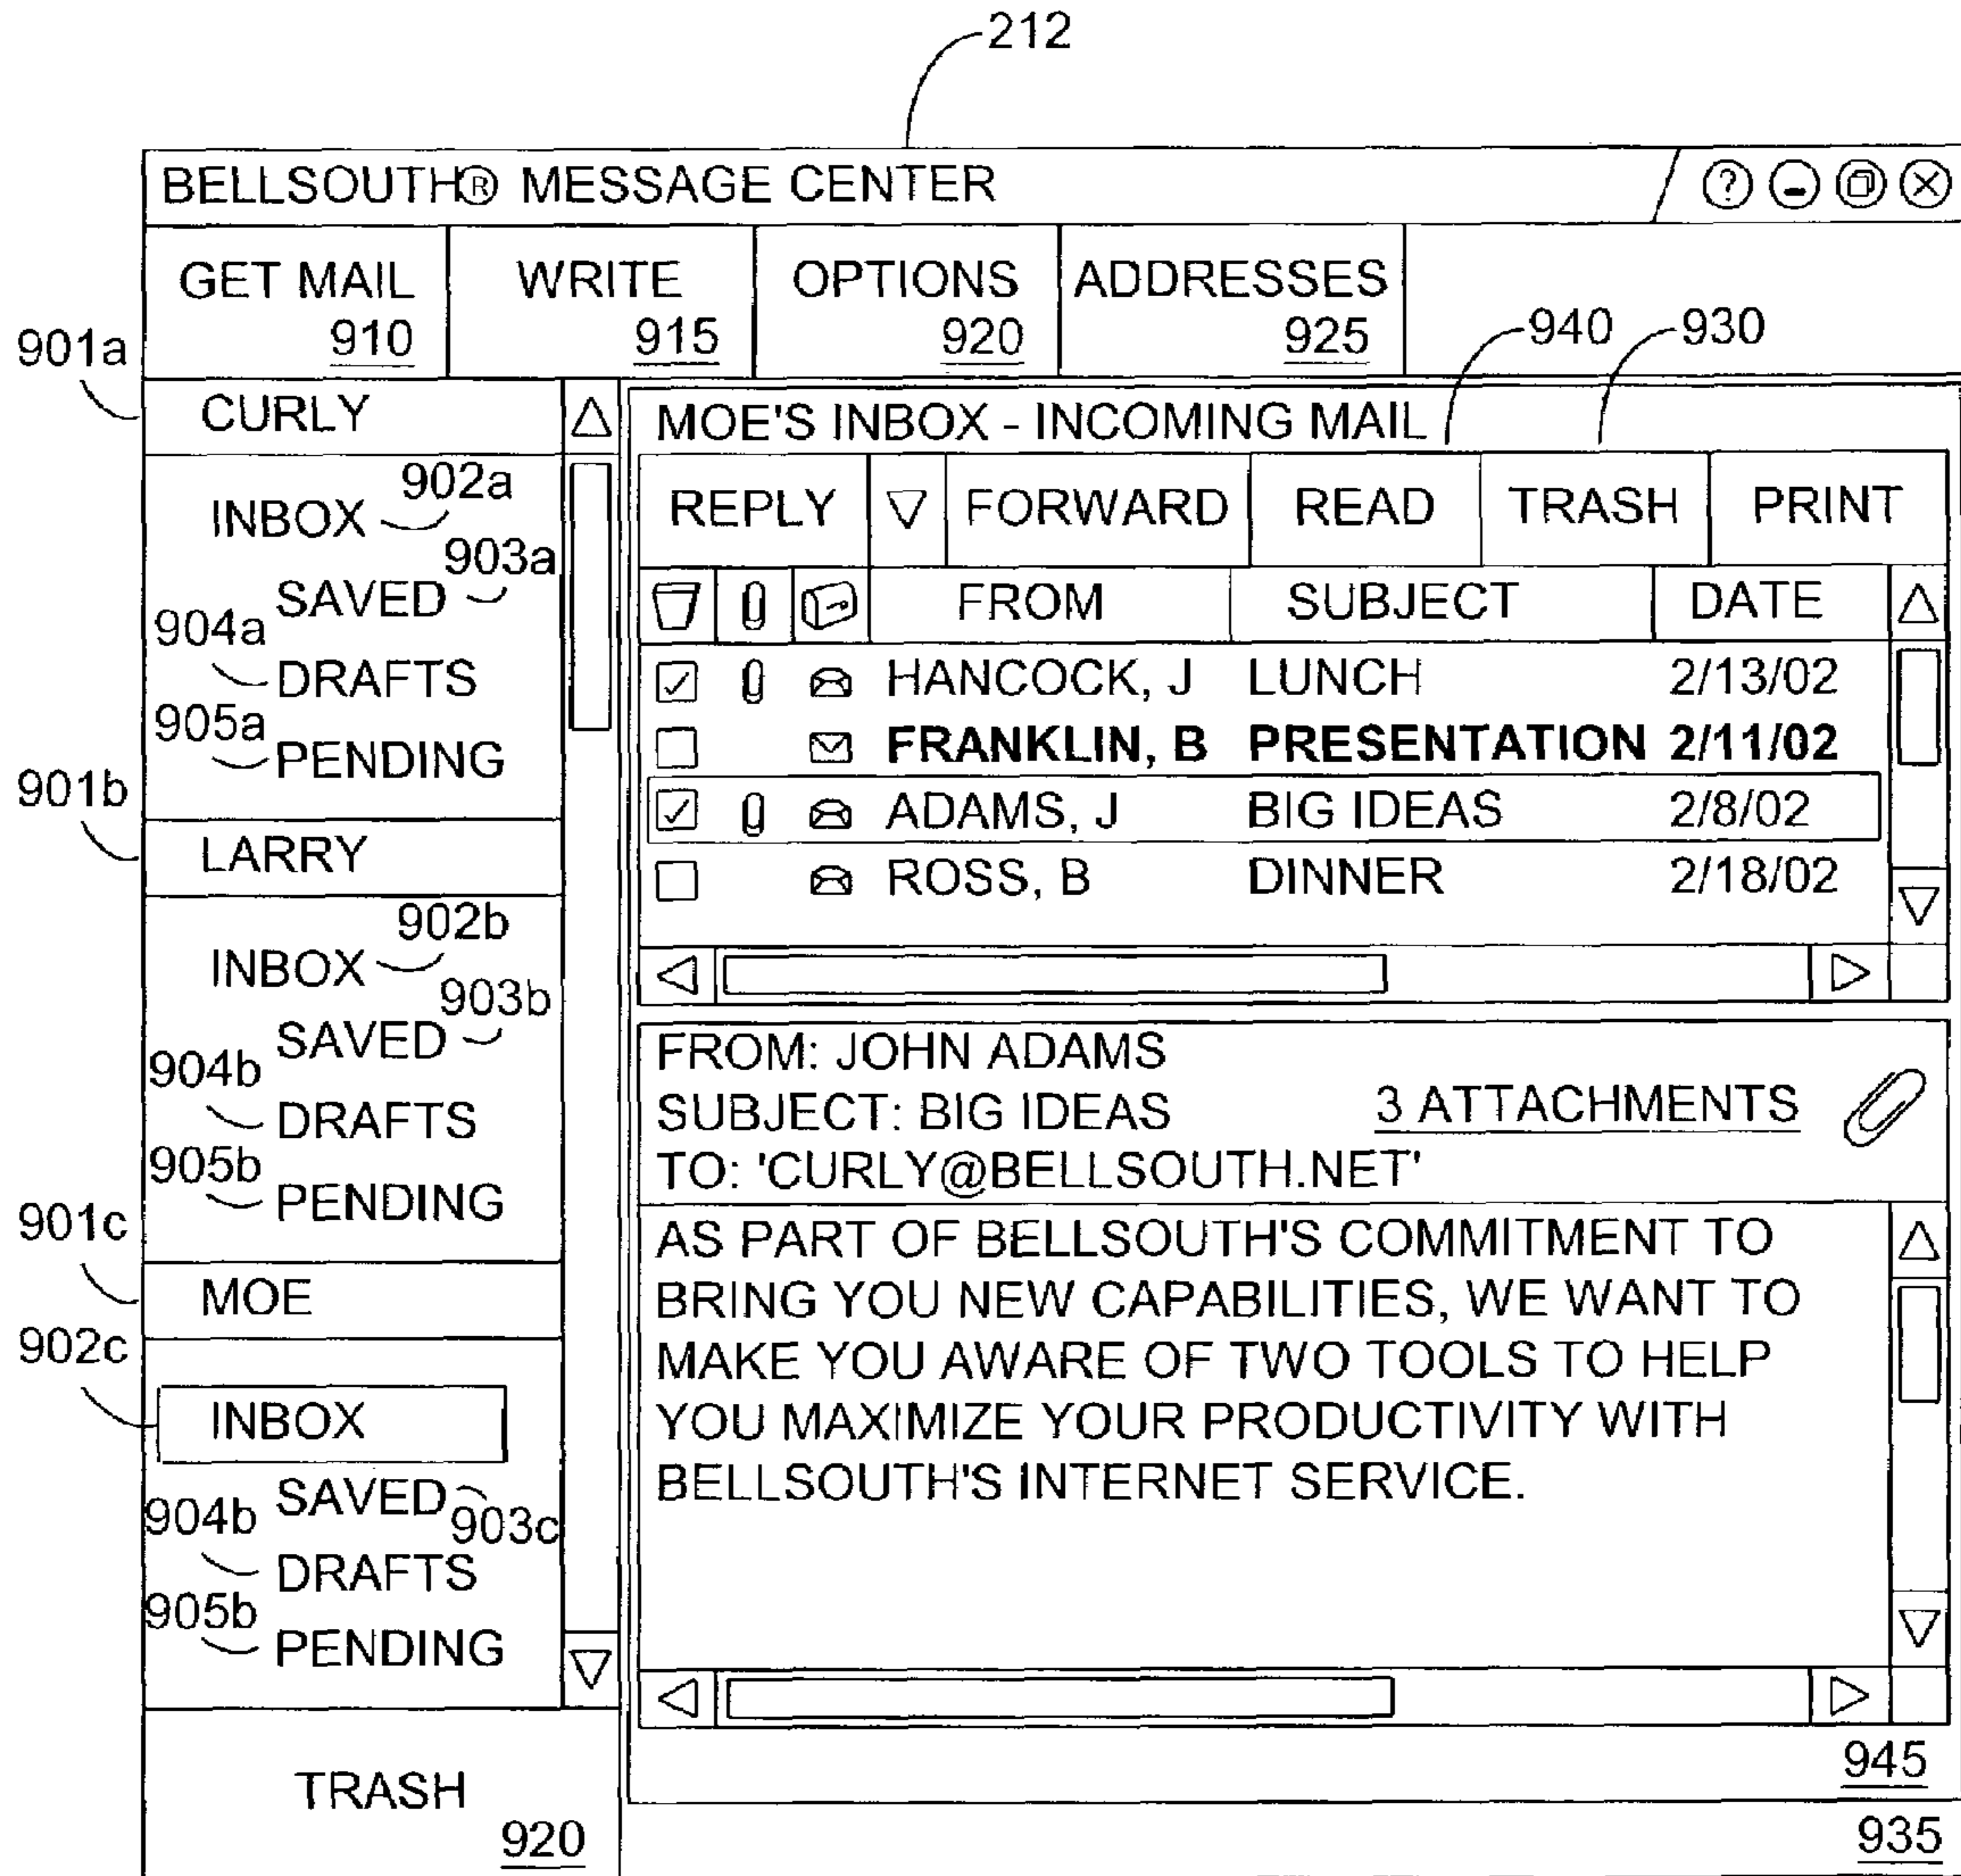 212
BELLSOUTH® MESSAGE CENTER ?
GET MAIL WRITE OPTIONS ADDRESSES
910 915 920 925
940 930
901a
CURLY
INBOX 902a
SAVED 903a
904a
DRAFTS
905a
PENDING
901b
LARRY
INBOX 902b
SAVED 903b
904b
DRAFTS
905b
PENDING
901c
MOE
902c
INBOX
SAVED 903c
904b
DRAFTS
905b
PENDING
TRASH
920
MOE'S INBOX - INCOMING MAIL
REPLY FORWARD READ TRASH PRINT
FROM SUBJECT DATE
HANCOCK, J LUNCH 2/13/02
FRANKLIN, B PRESENTATION 2/11/02
ADAMS, J BIG IDEAS 2/8/02
ROSS, B DINNER 2/18/02
FROM: JOHN ADAMS
SUBJECT: BIG IDEAS 3 ATTACHMENTS
TO: 'CURLY@BELLSOUTH.NET'
AS PART OF BELLSOUTH'S COMMITMENT TO
BRING YOU NEW CAPABILITIES, WE WANT TO
MAKE YOU AWARE OF TWO TOOLS TO HELP
YOU MAXIMIZE YOUR PRODUCTIVITY WITH
BELLSOUTH'S INTERNET SERVICE.
945
935